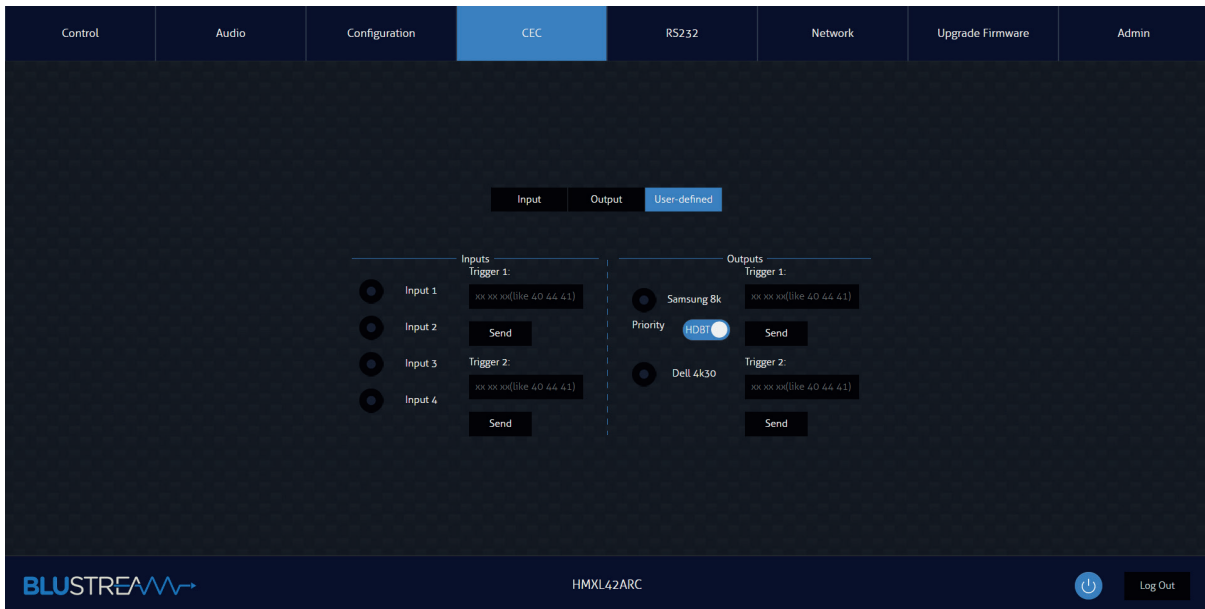 Control Audio Configuration CEC RS232 Network Upgrade Firmware Admin
Input Output User-defined
Inputs
Trigger 1:
Input 1
xx xx xx(like 40 44 41)
Input 2
Send
Input 3
Trigger 2:
xx xx xx(like 40 44 41)
Input 4
Send
Outputs
Trigger 1:
Samsung 8k
xx xx xx(like 40 44 41)
Priority
HDBT
Send
Trigger 2:
Dell 4k30
xx xx xx(like 40 44 41)
Send
BLUSTREAM
HMXL42ARC
Log Out